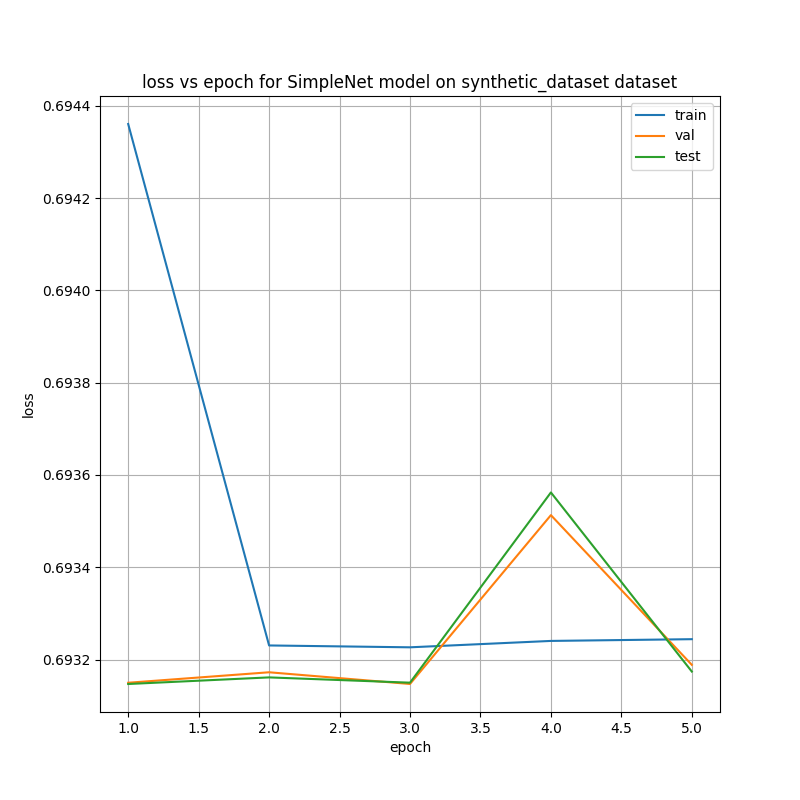 loss vs epoch for SimpleNet model on synthetic_dataset dataset
train
val
test
0.6944
0.6942
0.6940
0.6938
0.6936
0.6934
0.6932
loss
1.0 1.5 2.0 2.5 3.0 3.5 4.0 4.5 5.0
epoch